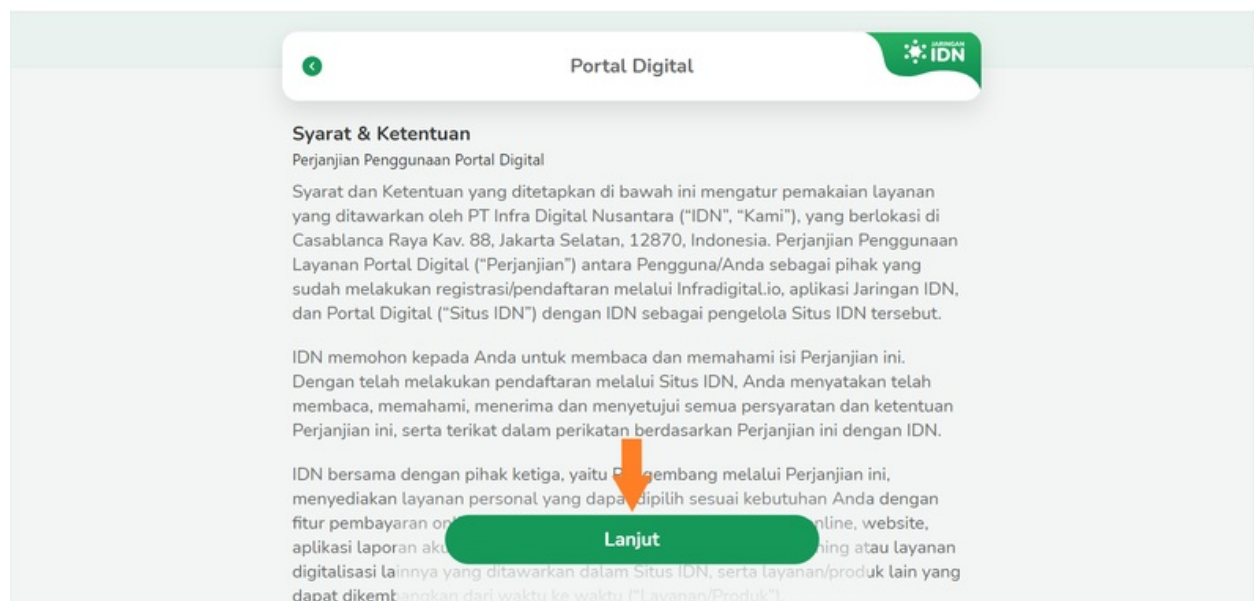 Portal Digital
JARINGAN
IDN
Syarat & Ketentuan
Perjanjian Penggunaan Portal Digital
Syarat dan Ketentuan yang ditetapkan di bawah ini mengatur pemakaian layanan
yang ditawarkan oleh PT Infra Digital Nusantara (“IDN”, “Kami”), yang berlokasi di
Casablanca Raya Kav. 88, Jakarta Selatan, 12870, Indonesia. Perjanjian Penggunaan
Layanan Portal Digital (“Perjanjian”) antara Pengguna/Anda sebagai pihak yang
sudah melakukan registrasi/pendaftaran melalui Infradigital.io, aplikasi Jaringan IDN,
dan Portal Digital (“Situs IDN”) dengan IDN sebagai pengelola Situs IDN tersebut.
IDN memohon kepada Anda untuk membaca dan memahami isi Perjanjian ini.
Dengan telah melakukan pendaftaran melalui Situs IDN, Anda menyatakan telah
membaca, memahami, menerima dan menyetujui semua persyaratan dan ketentuan
Perjanjian ini, serta terikat dalam perikatan berdasarkan Perjanjian ini dengan IDN.
IDN bersama dengan pihak ketiga, yaitu melalui Perjanjian ini,
menyediakan layanan personal yang dipilih sesuai kebutuhan Anda dengan
fitur pembayaran website,
aplikasi laporan atau layanan
Lanjut
digitalisasi lainnya yang ditawarkan dalam Situs IDN, serta layanan/produk lain yang
dapat dikembangkan dari waktu ke waktu (“Layanan/Produk”).